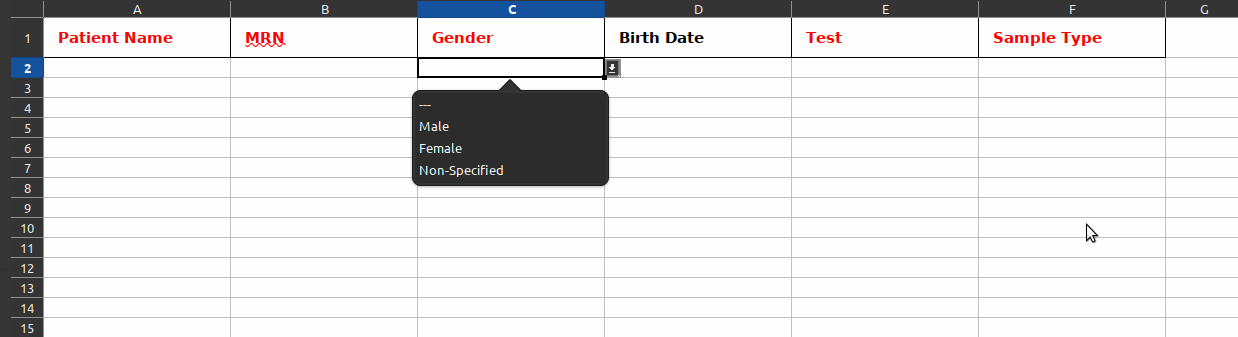 A B C D E F G
1 Patient Name MRN Gender Birth Date Test Sample Type
2
3 ---
4
5 Male
6 Female
7 Non-Specified
8
9
10
11
12
13
14
15